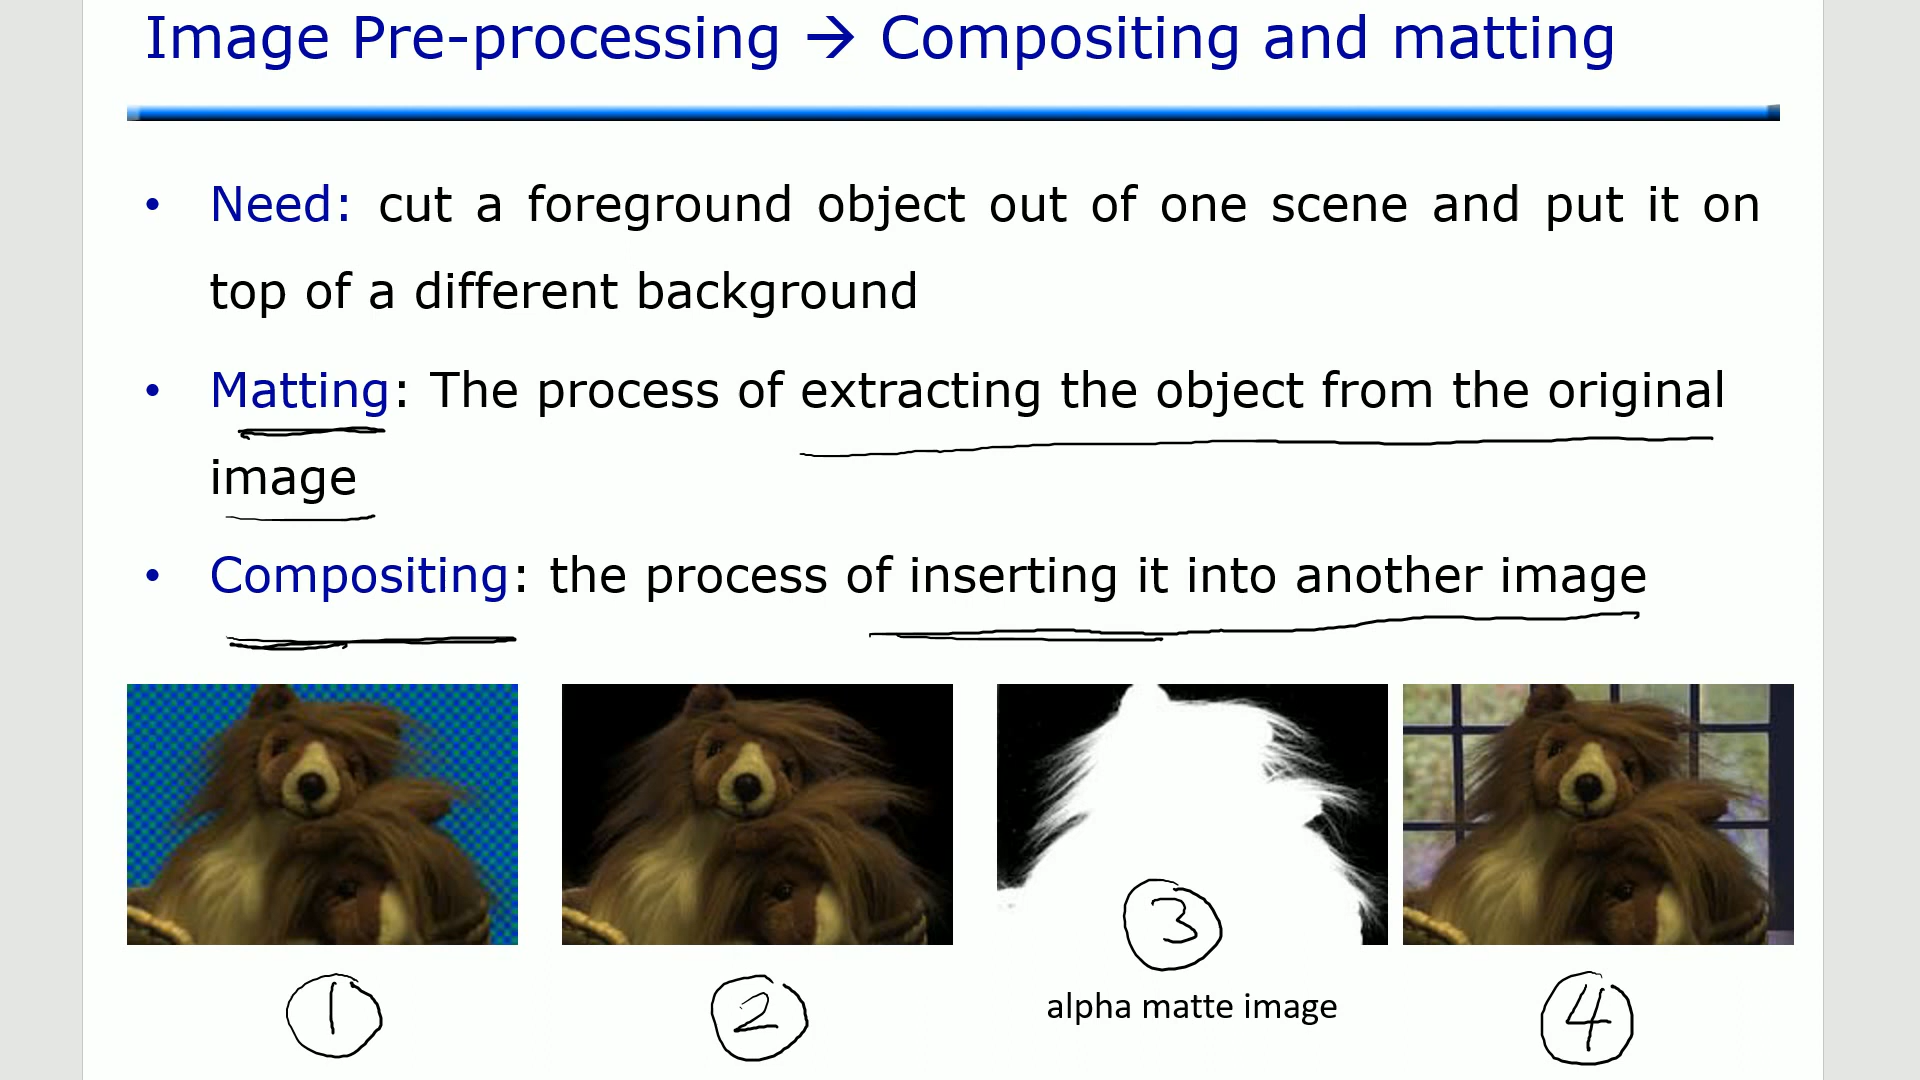 Image Pre-processing → Compositing and matting
• Need: cut a foreground object out of one scene and put it on
top of a different background
• Matting: The process of extracting the object from the original
image
• Compositing: the process of inserting it into another image
3
alpha matte image
1 2 4